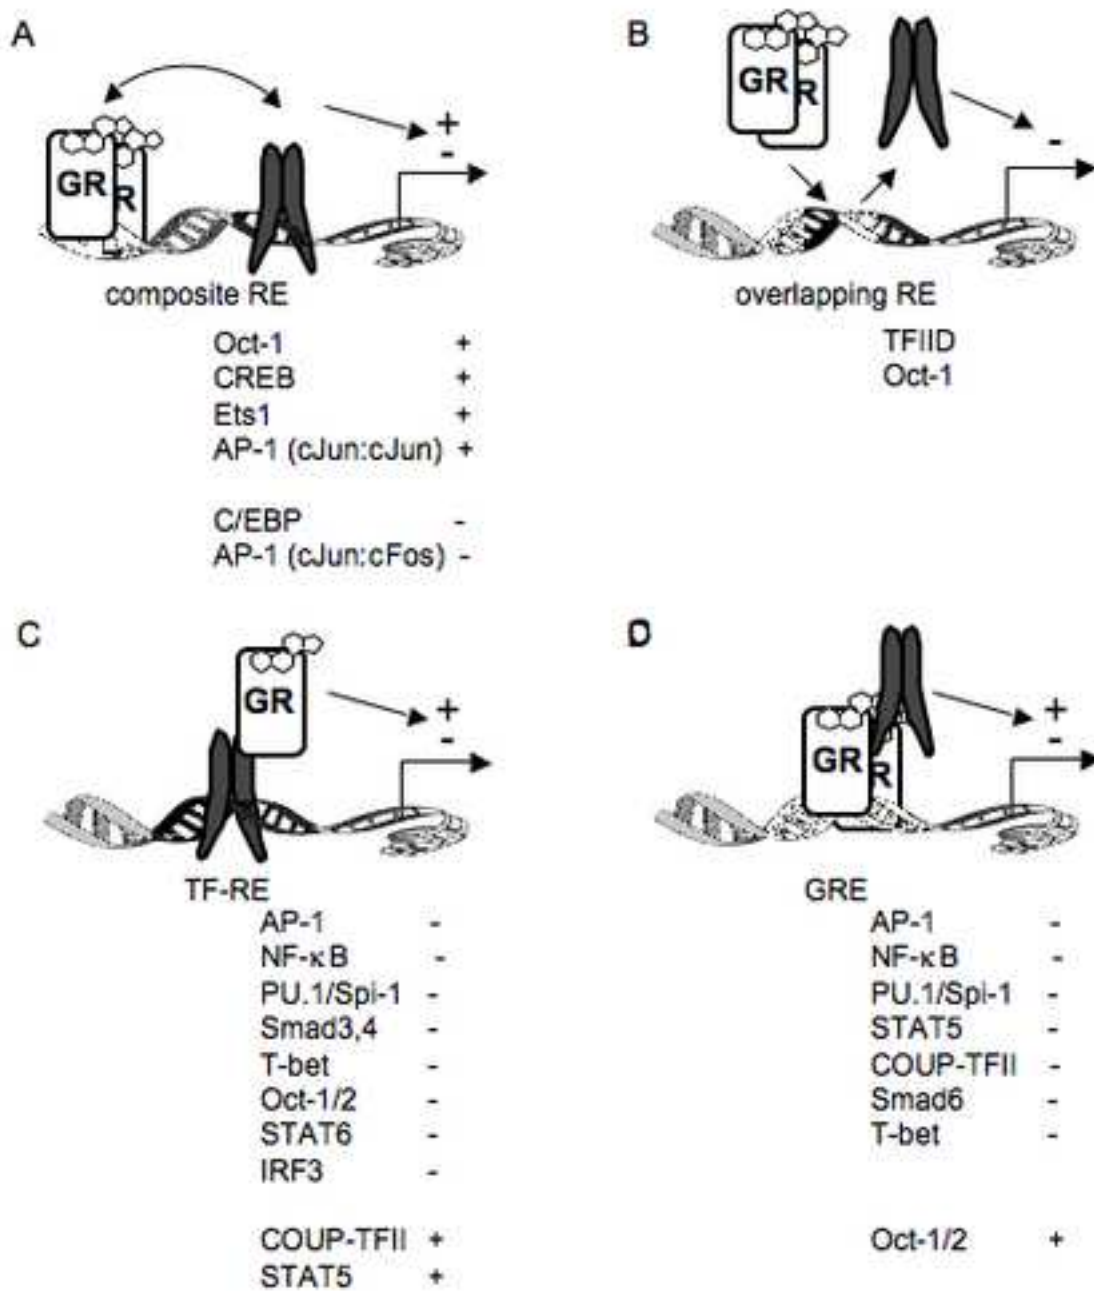 A
GR
R
+
-
composite RE
Oct-1 +
CREB +
Ets1 +
AP-1 (cJun:cJun) +
C/EBP -
AP-1 (cJun:cFos) -
B
GR
R
-
overlapping RE
TFIID
Oct-1
C
GR
+
-
TF-RE
AP-1 -
NF-κB -
PU.1/Spi-1 -
Smad3,4 -
T-bet -
Oct-1/2 -
STAT6 -
IRF3 -
COUP-TFII +
STAT5 +
D
GR
R
+
-
GRE
AP-1 -
NF-κB -
PU.1/Spi-1 -
STAT5 -
COUP-TFII -
Smad6 -
T-bet -
Oct-1/2 +